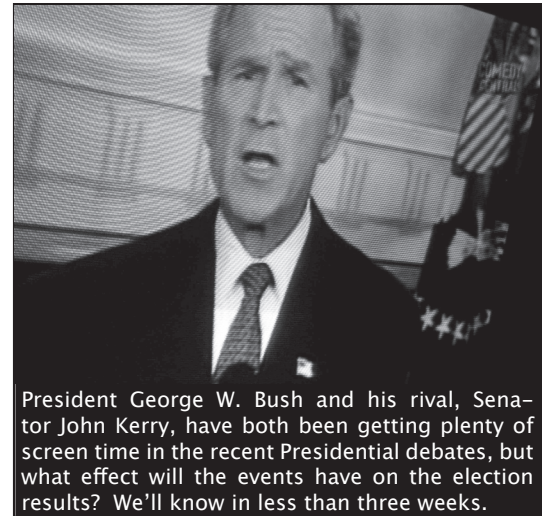 COMEDY
CENTRAL
President George W. Bush and his rival, Sena-
tor John Kerry, have both been getting plenty of
screen time in the recent Presidential debates, but
what effect will the events have on the election
results?  We'll know in less than three weeks.